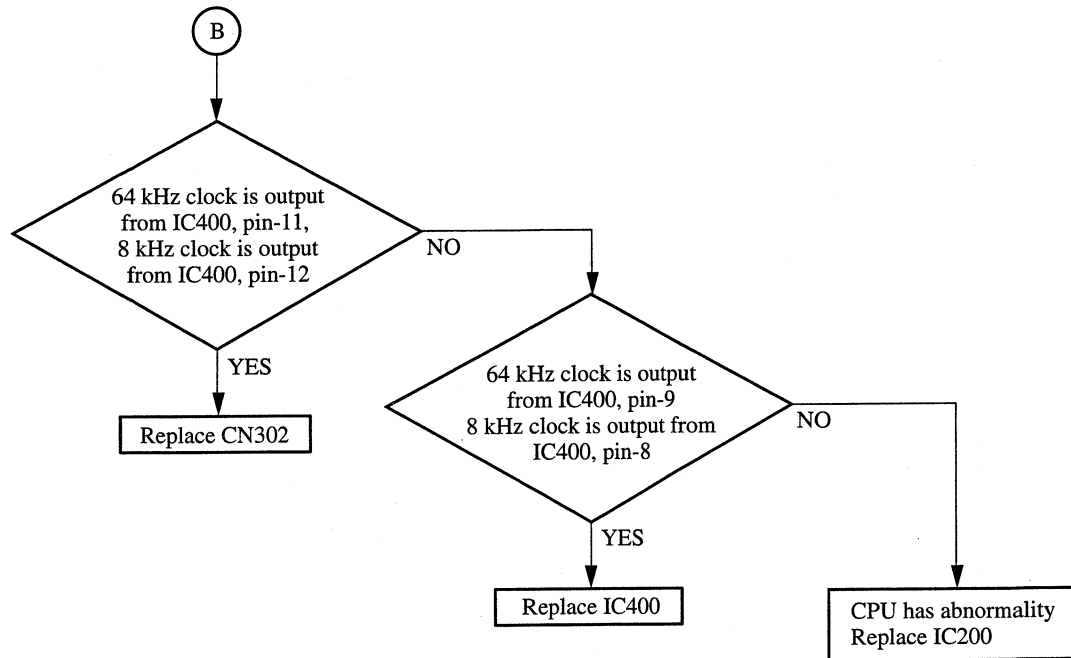 B
64 kHz clock is output
from IC400, pin-11,
8 kHz clock is output
from IC400, pin-12
NO
YES
Replace CN302
64 kHz clock is output
from IC400, pin-9
8 kHz clock is output from
IC400, pin-8
NO
YES
Replace IC400
CPU has abnormality
Replace IC200